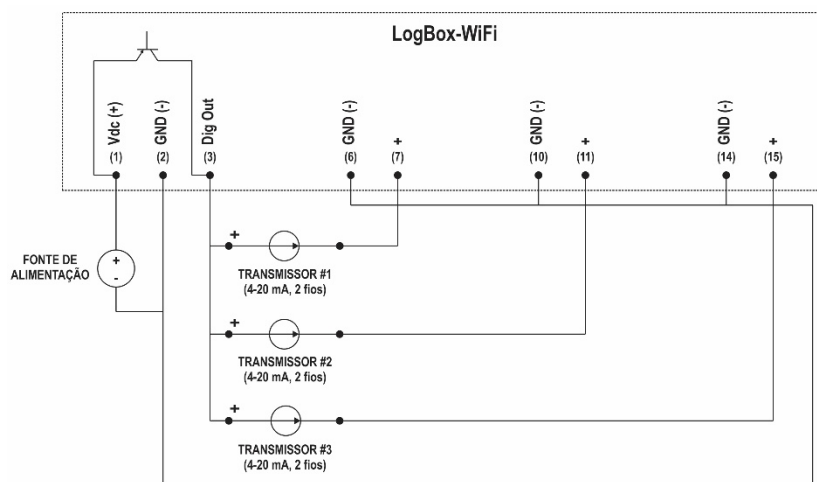 LogBox-WiFi
Vdc (+)
(1)
GND (-)
(2)
Dig Out
(3)
GND (-)
(6)
+
(7)
GND (-)
(10)
+
(11)
GND (-)
(14)
+
(15)
FONTE DE
ALIMENTAÇÃO
+
-
+
TRANSMISSOR #1
(4-20 mA, 2 fios)
+
TRANSMISSOR #2
(4-20 mA, 2 fios)
+
TRANSMISSOR #3
(4-20 mA, 2 fios)